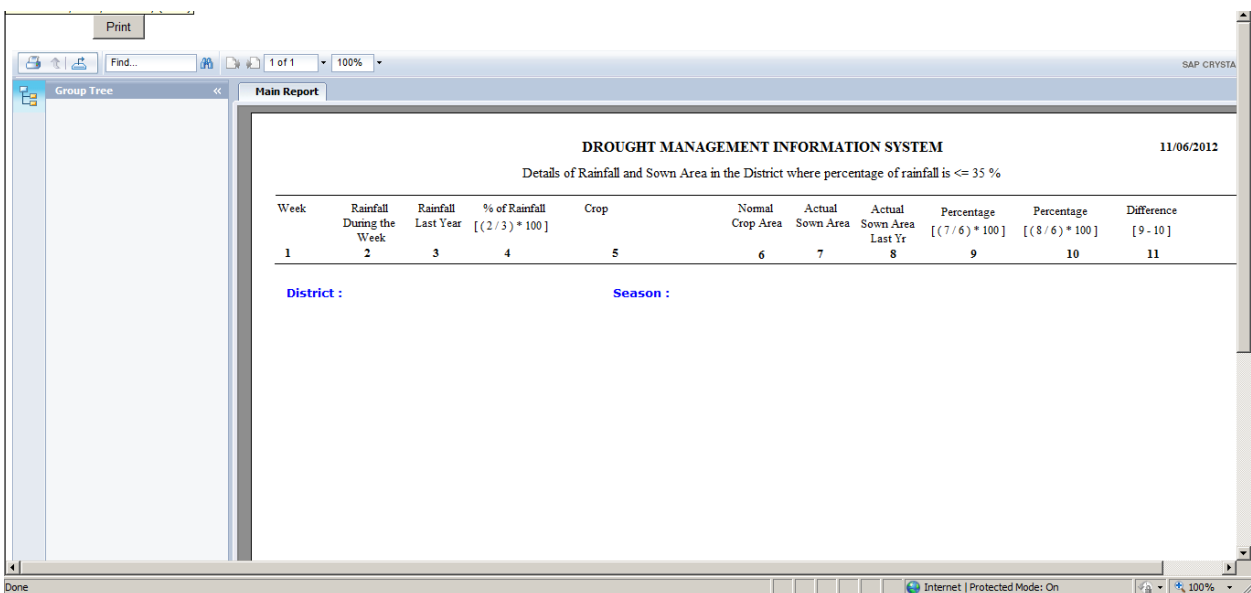 Print
Find...
1 of 1
100%
SAP CRYSTA
Group Tree
«
Main Report
DROUGHT MANAGEMENT INFORMATION SYSTEM 11/06/2012
Details of Rainfall and Sown Area in the District where percentage of rainfall is <= 35 %
Week Rainfall Rainfall % of Rainfall Crop Normal Actual Actual Percentage Percentage Difference
During the Last Year [ ( 2 / 3 ) * 100 ] Crop Area Sown Area Sown Area [ ( 7 / 6 ) * 100 ] [ ( 8 / 6 ) * 100 ] [ 9 - 10 ]
Week Last Yr
1 2 3 4 5 6 7 8 9 10 11
District : Season :
Done Internet | Protected Mode: On 100%